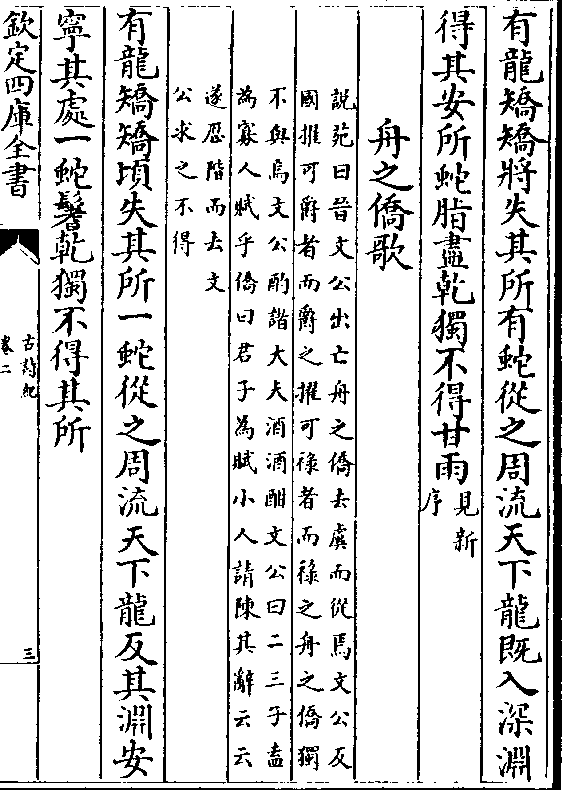 有龍矯矯將失其所有蛇從之周流天下龍既入深淵
得其安所蛇脂盡乾獨不得甘雨見新
序
舟之僑歌
說苑曰晉文公出亡舟之僑去虞而從焉文公反
國擇可爵者而爵之擇可祿者而祿之舟之僑獨
不與焉文公酌諸大夫酒酒酣文公曰二三子盍
為寡人賦乎僑曰君子為賦小人請陳其辭云云
遂歷階而去文
公求之不得
有龍矯矯頃失其所一蛇從之周流天下龍反其淵安
寧其處一蛇耆乾獨不得其所
欽定四庫全書
古詩紀
卷二
三